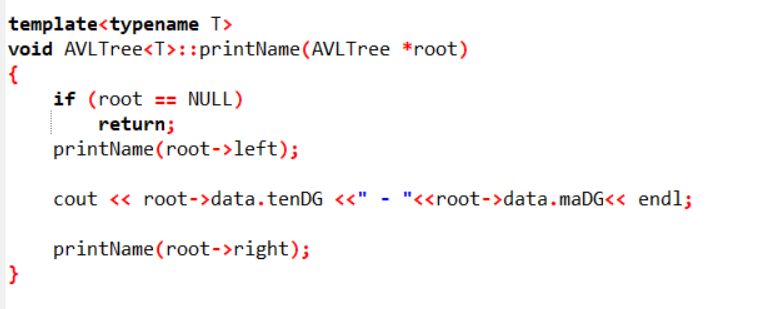 template<typename T>
void AVLTree<T>::printName(AVLTree *root)
{
    if (root == NULL)
        return;
    printName(root->left);

    cout << root->data.tenDG <<" - "<<root->data.maDG<< endl;

    printName(root->right);
}